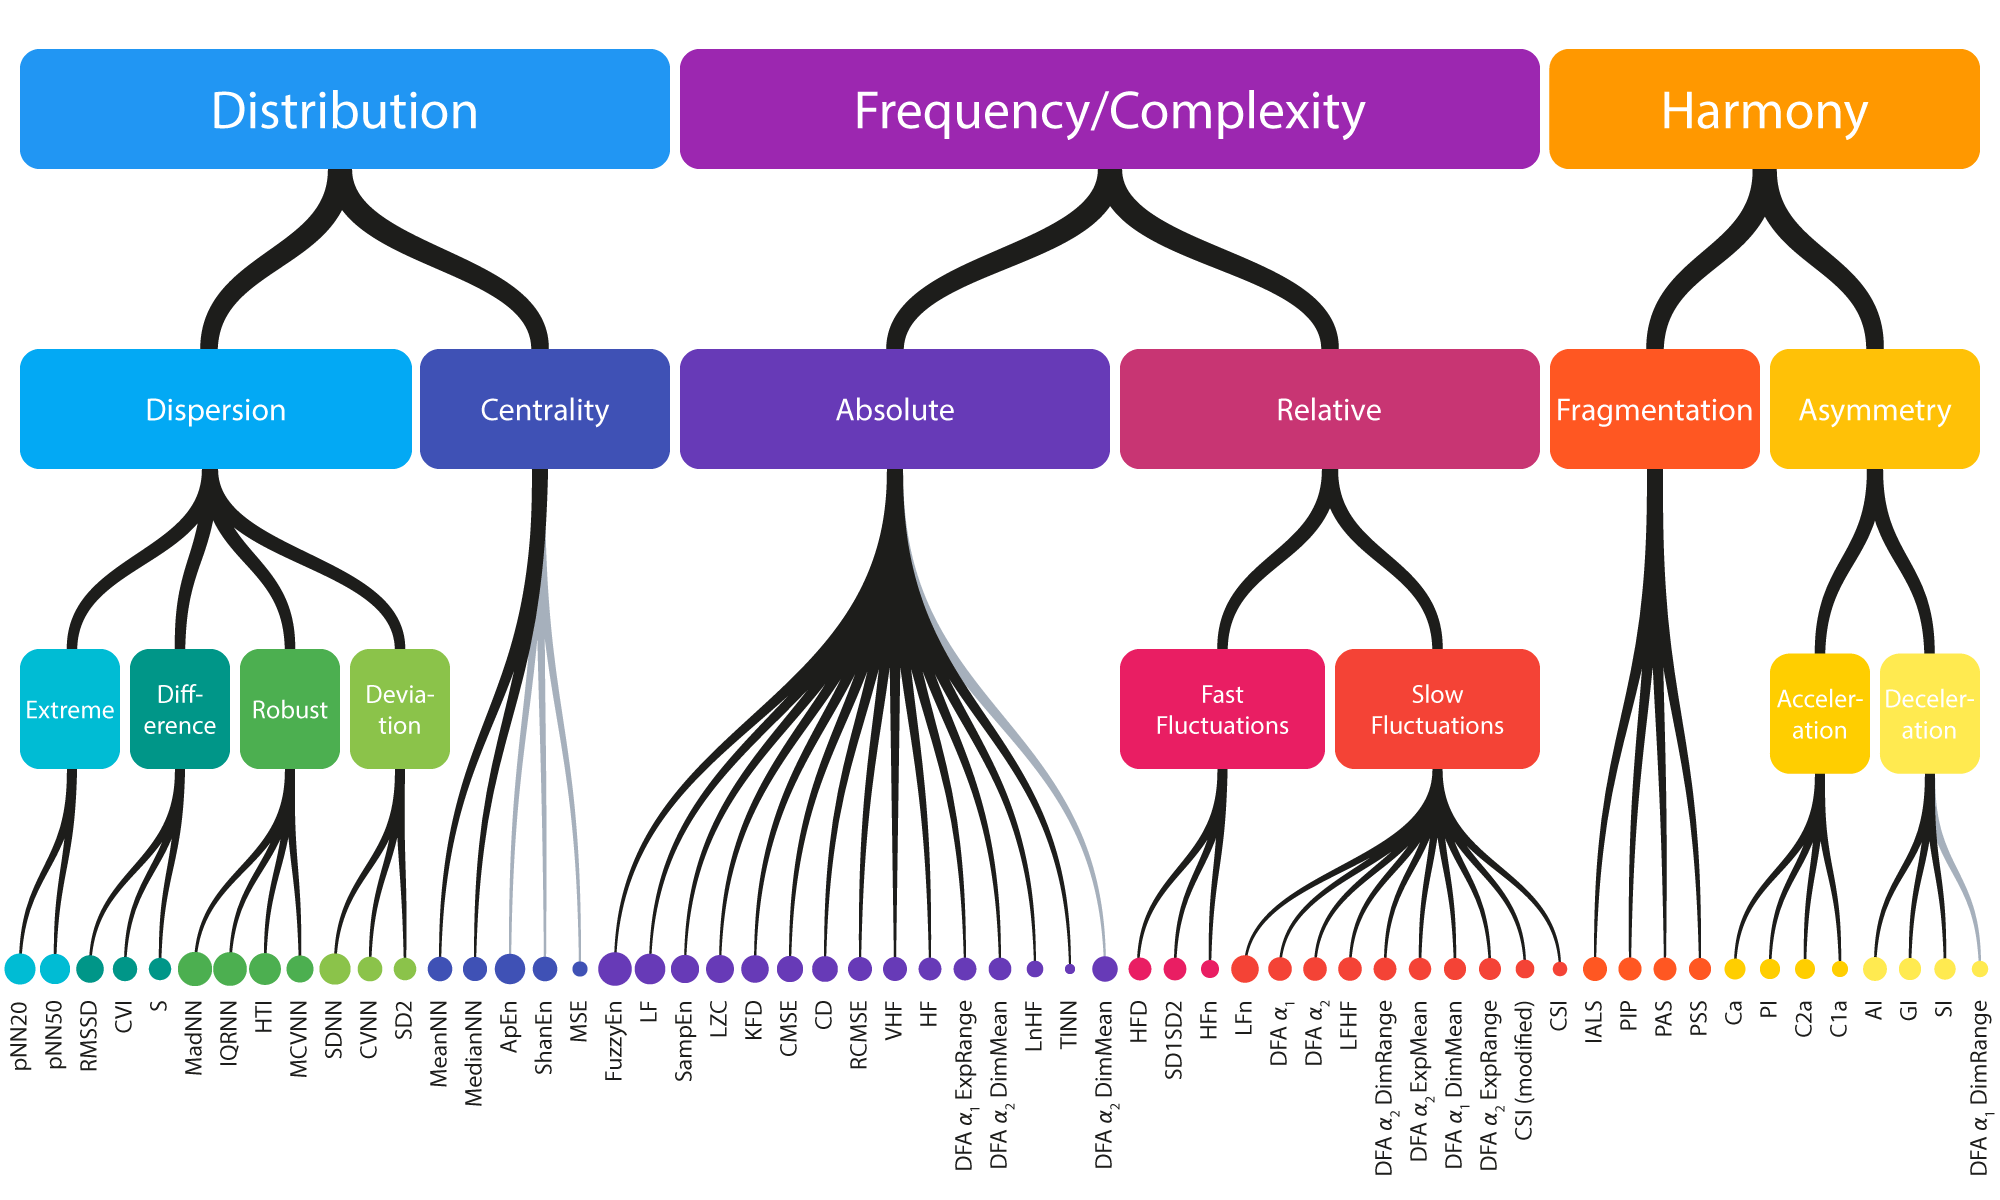 Distribution
Frequency/Complexity
Harmony
Dispersion
Centrality
Absolute
Relative
Fragmentation
Asymmetry
Extreme
Diff-
erence
Robust
Devia-
tion
Fast
Fluctuations
Slow
Fluctuations
Acceler-
ation
Deceler-
ation
pNN20
pNN50
RMSSD
CVI
S
MadNN
IQRNN
HTI
MCVNN
SDNN
CVNN
SD2
MeanNN
MedianNN
ApEn
ShanEn
MSE
FuzzyEn
LF
SampEn
LZC
KFD
CMSE
CD
RCMSE
VHF
HF
DFA α₁ ExpRange
DFA α₂ DimMean
LnHF
TINN
DFA α₂ DimMean
HFD
SD1SD2
HFn
LFn
DFA α₁
DFA α₂
LFHF
DFA α₂ DimRange
DFA α₂ ExpMean
DFA α₁ DimMean
DFA α₂ ExpRange
CSI (modified)
CSI
IALS
PIP
PAS
PSS
Ca
PI
C2a
C1a
AI
GI
SI
DFA α₁ DimRange